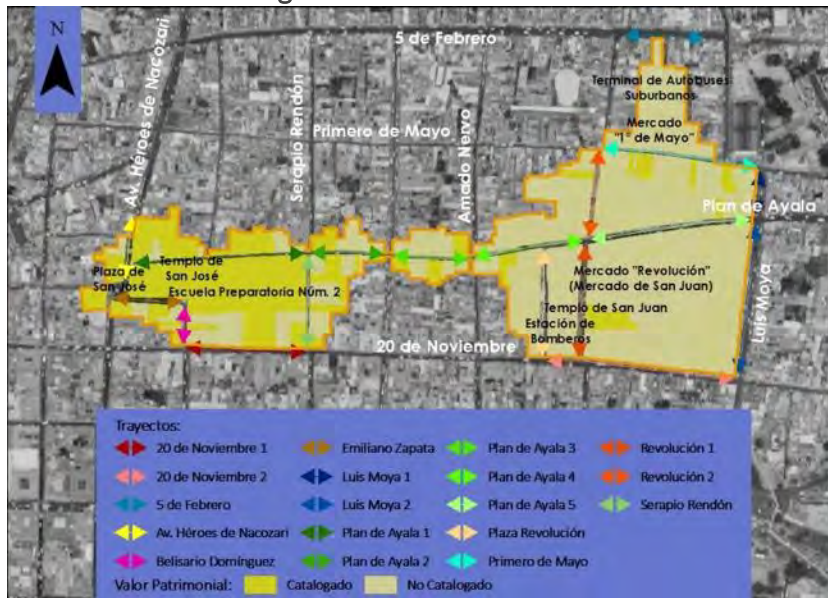 N
5 de Febrero
Av. Héroes de Nacozari
Terminal de Autobuses
Suburbanos
Mercado
"1° de Mayo"
Serapio Rendón
Primero de Mayo
Amado Nervo
Plan de Ayala
Templo de
San José
Plaza de
San José
Escuela Preparatoria Núm. 2
Mercado "Revolución"
(Mercado de San Juan)
Templo de San Juan
Estación de
Bomberos
Luis Moya
20 de Noviembre
Trayectos:
20 de Noviembre 1
20 de Noviembre 2
5 de Febrero
Av. Héroes de Nacozari
Belisario Domínguez
Emiliano Zapata
Luis Moya 1
Luis Moya 2
Plan de Ayala 1
Plan de Ayala 2
Plan de Ayala 3
Plan de Ayala 4
Plan de Ayala 5
Plaza Revolución
Primero de Mayo
Revolución 1
Revolución 2
Serapio Rendón
Valor Patrimonial: Catalogado No Catalogado